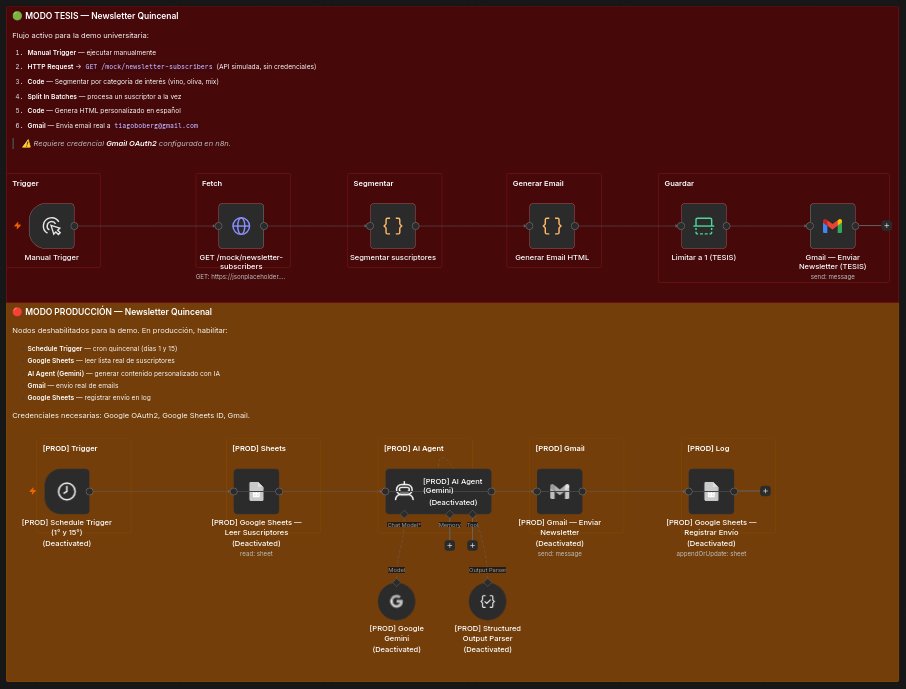 🟢 MODO TESIS — Newsletter Quincenal
Flujo activo para la demo universitaria:
1. Manual Trigger — ejecutar manualmente
2. HTTP Request → GET /mock/newsletter-subscribers (API simulada, sin credenciales)
3. Code — Segmentar por categoría de interés (vino, oliva, mix)
4. Split In Batches — procesa un suscriptor a la vez
5. Code — Genera HTML personalizado en español
6. Gmail — Envía email real a tiagoboberg@gmail.com
⚠️ Requiere credencial Gmail OAuth2 configurada en n8n.
Trigger
Fetch
Segmentar
Generar Email
Guardar
Manual Trigger
GET /mock/newsletter-
subscribers
GET: https://jsonplaceholder....
Segmentar suscriptores
Generar Email HTML
Limitar a 1 (TESIS)
Gmail — Enviar
Newsletter (TESIS)
send: message
🔴 MODO PRODUCCIÓN — Newsletter Quincenal
Nodos deshabilitados para la demo. En producción, habilitar:
Schedule Trigger — cron quincenal (días 1 y 15)
Google Sheets — leer lista real de suscriptores
AI Agent (Gemini) — generar contenido personalizado con IA
Gmail — envío real de emails
Google Sheets — registrar envío en log
Credenciales necesarias: Google OAuth2, Google Sheets ID, Gmail.
[PROD] Trigger
[PROD] Sheets
[PROD] AI Agent
[PROD] Gmail
[PROD] Log
[PROD] Schedule Trigger
(1° y 15°)
(Deactivated)
[PROD] Google Sheets —
Leer Suscriptores
(Deactivated)
read: sheet
[PROD] AI Agent
(Gemini)
(Deactivated)
Chat Model*
Memory
Tool
[PROD] Gmail — Enviar
Newsletter
(Deactivated)
send: message
[PROD] Google Sheets —
Registrar Envío
(Deactivated)
appendOrUpdate: sheet
Model
Output Parser
[PROD] Google
Gemini
(Deactivated)
[PROD] Structured
Output Parser
(Deactivated)